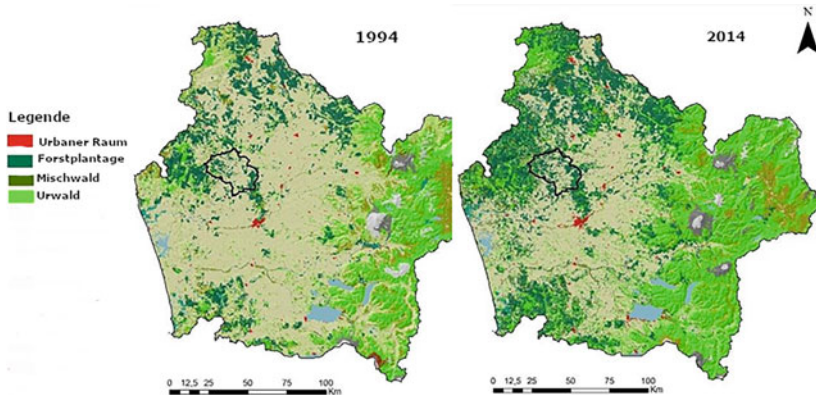 1994
2014
N
Legende
Urbaner Raum
Forstplantage
Mischwald
Urwald
0 12,5 25 50 75 100
Km
0 12,5 25 50 75 100
Km